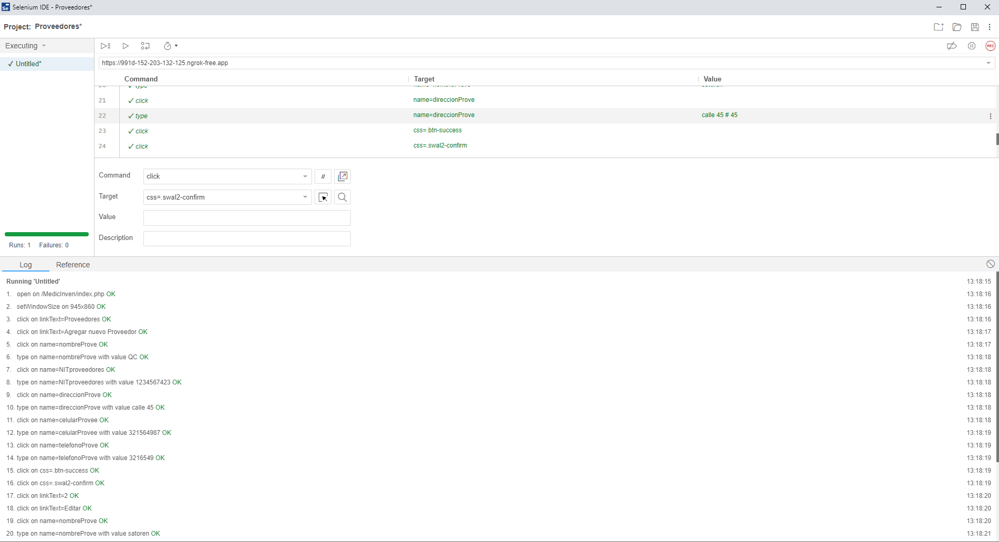 Selenium IDE - Proveedores*
Project: Proveedores*
Executing
https://991d-152-203-132-125.ngrok-free.app
REC
✓ Untitled*
Command Target Value
21 ✓ click name=direccionProve
22 ✓ type name=direccionProve calle 45 # 45
23 ✓ click css=.btn-success
24 ✓ click css=.swal2-confirm
Command click //
Target css=.swal2-confirm
Value
Description
Runs: 1 Failures: 0
Log Reference
Running 'Untitled' 13:18:15
1. open on /MedicInven/index.php OK 13:18:16
2. setWindowSize on 945x860 OK 13:18:16
3. click on linkText=Proveedores OK 13:18:16
4. click on linkText=Agregar nuevo Proveedor OK 13:18:17
5. click on name=nombreProve OK 13:18:17
6. type on name=nombreProve with value QC OK 13:18:18
7. click on name=NITproveedores OK 13:18:18
8. type on name=NITproveedores with value 1234567423 OK 13:18:18
9. click on name=direccionProve OK 13:18:18
10. type on name=direccionProve with value calle 45 OK 13:18:18
11. click on name=celularProvee OK 13:18:18
12. type on name=celularProvee with value 321564987 OK 13:18:19
13. click on name=telefonoProve OK 13:18:19
14. type on name=telefonoProve with value 3216549 OK 13:18:19
15. click on css=.btn-success OK 13:18:19
16. click on css=.swal2-confirm OK 13:18:19
17. click on linkText=2 OK 13:18:20
18. click on linkText=Editar OK 13:18:20
19. click on name=nombreProve OK 13:18:20
20. type on name=nombreProve with value satoren OK 13:18:21